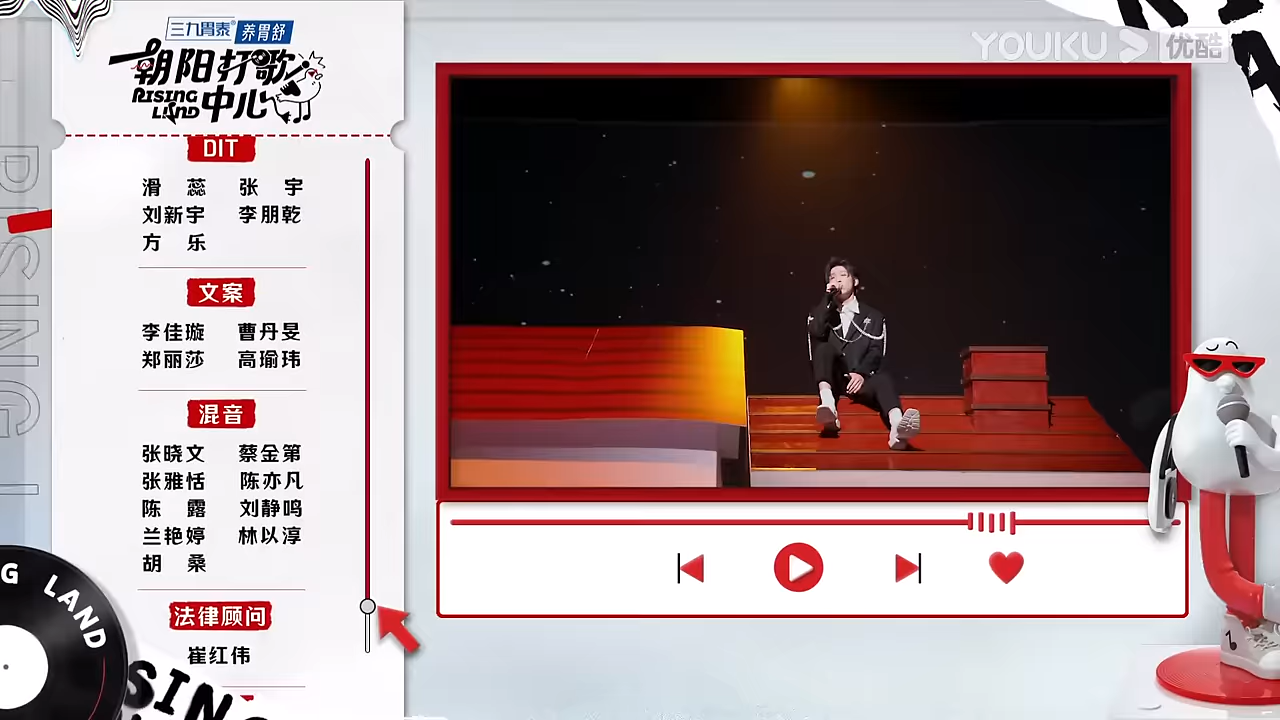 三九胃泰® 养胃舒
朝阳打歌中心
RISING LAND
DIT
滑 蕊 张 宇
刘新宇 李朋乾
方 乐
文案
李佳璇 曹丹旻
郑丽莎 高瑜玮
混音
张晓文 蔡金第
张雅恬 陈亦凡
陈 露 刘静鸣
兰艳婷 林以淳
胡 桑
法律顾问
崔红伟
YOUKU 优酷
RISING L
G LAND
SING